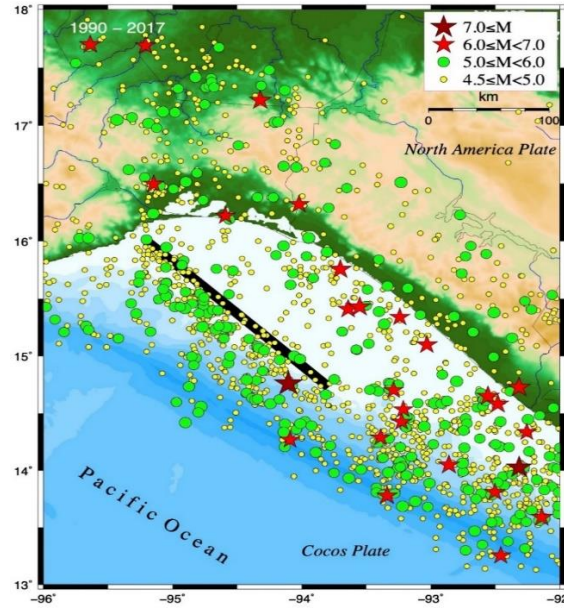 1990 – 2017
7.0≤M
6.0≤M<7.0
5.0≤M<6.0
4.5≤M<5.0
km
0
100
North America Plate
Pacific Ocean
Cocos Plate
18°
17°
16°
15°
14°
13°
−96
−95°
−94°
−93°
−92